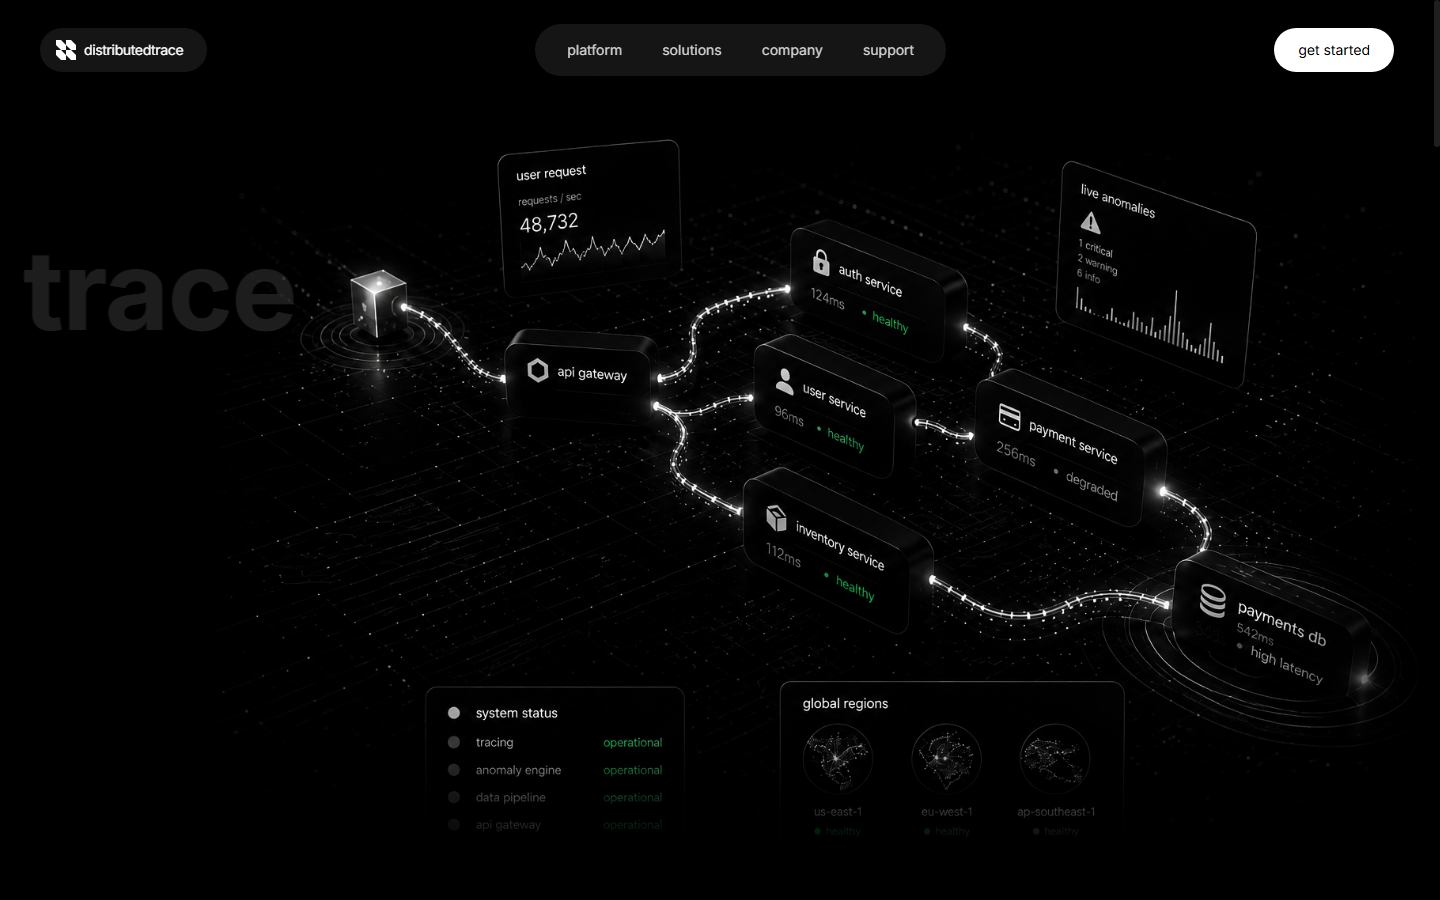 distributedtrace
platform
solutions
company
support
get started
trace
user request
requests / sec
48,732
live anomalies
1 critical
2 warning
6 info
auth service
124ms
healthy
api gateway
user service
96ms
healthy
payment service
256ms
degraded
inventory service
112ms
healthy
payments db
542ms
high latency
system status
tracing operational
anomaly engine operational
data pipeline operational
api gateway operational
global regions
us-east-1
eu-west-1
ap-southeast-1
healthy
healthy
healthy